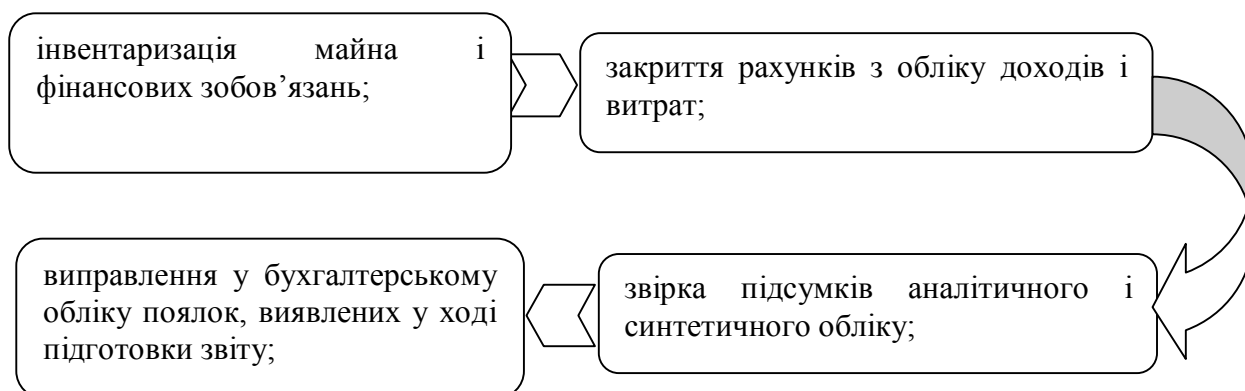 інвентаризація майна і
фінансових зобов’язань;
закриття рахунків з обліку доходів і
витрат;
звірка підсумків аналітичного і
синтетичного обліку;
виправлення у бухгалтерському
обліку поялок, виявлених у ході
підготовки звіту;